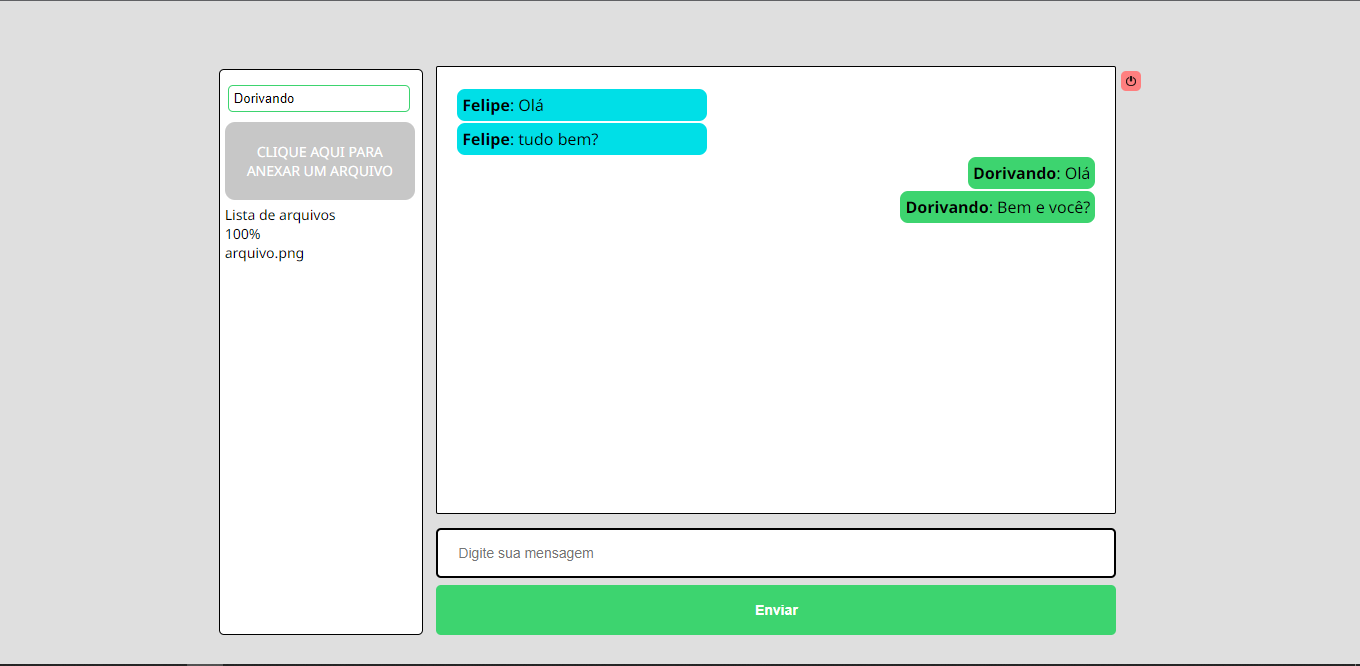 Dorivando
CLIQUE AQUI PARA
ANEXAR UM ARQUIVO
Lista de arquivos
100%
arquivo.png
Felipe: Olá
Felipe: tudo bem?
Dorivando: Olá
Dorivando: Bem e você?
Digite sua mensagem
Enviar